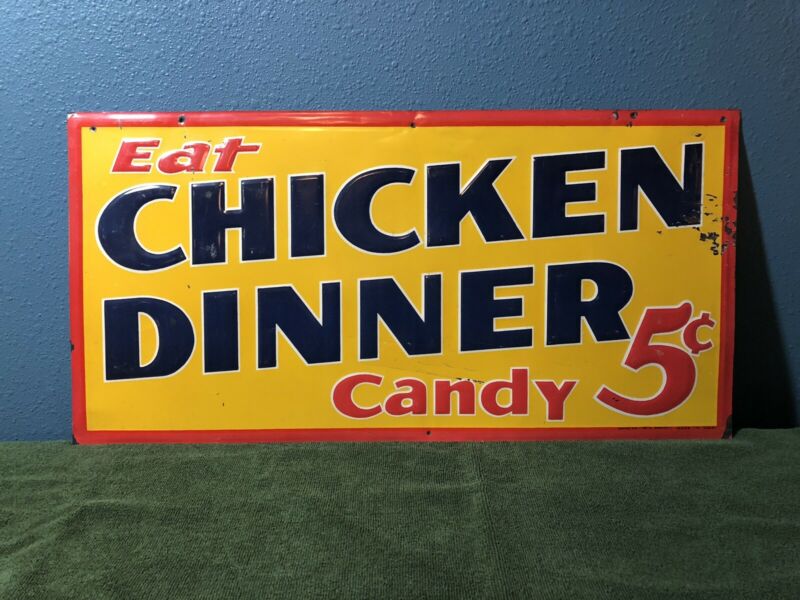 Eat
CHICKEN
DINNER
Candy 5¢